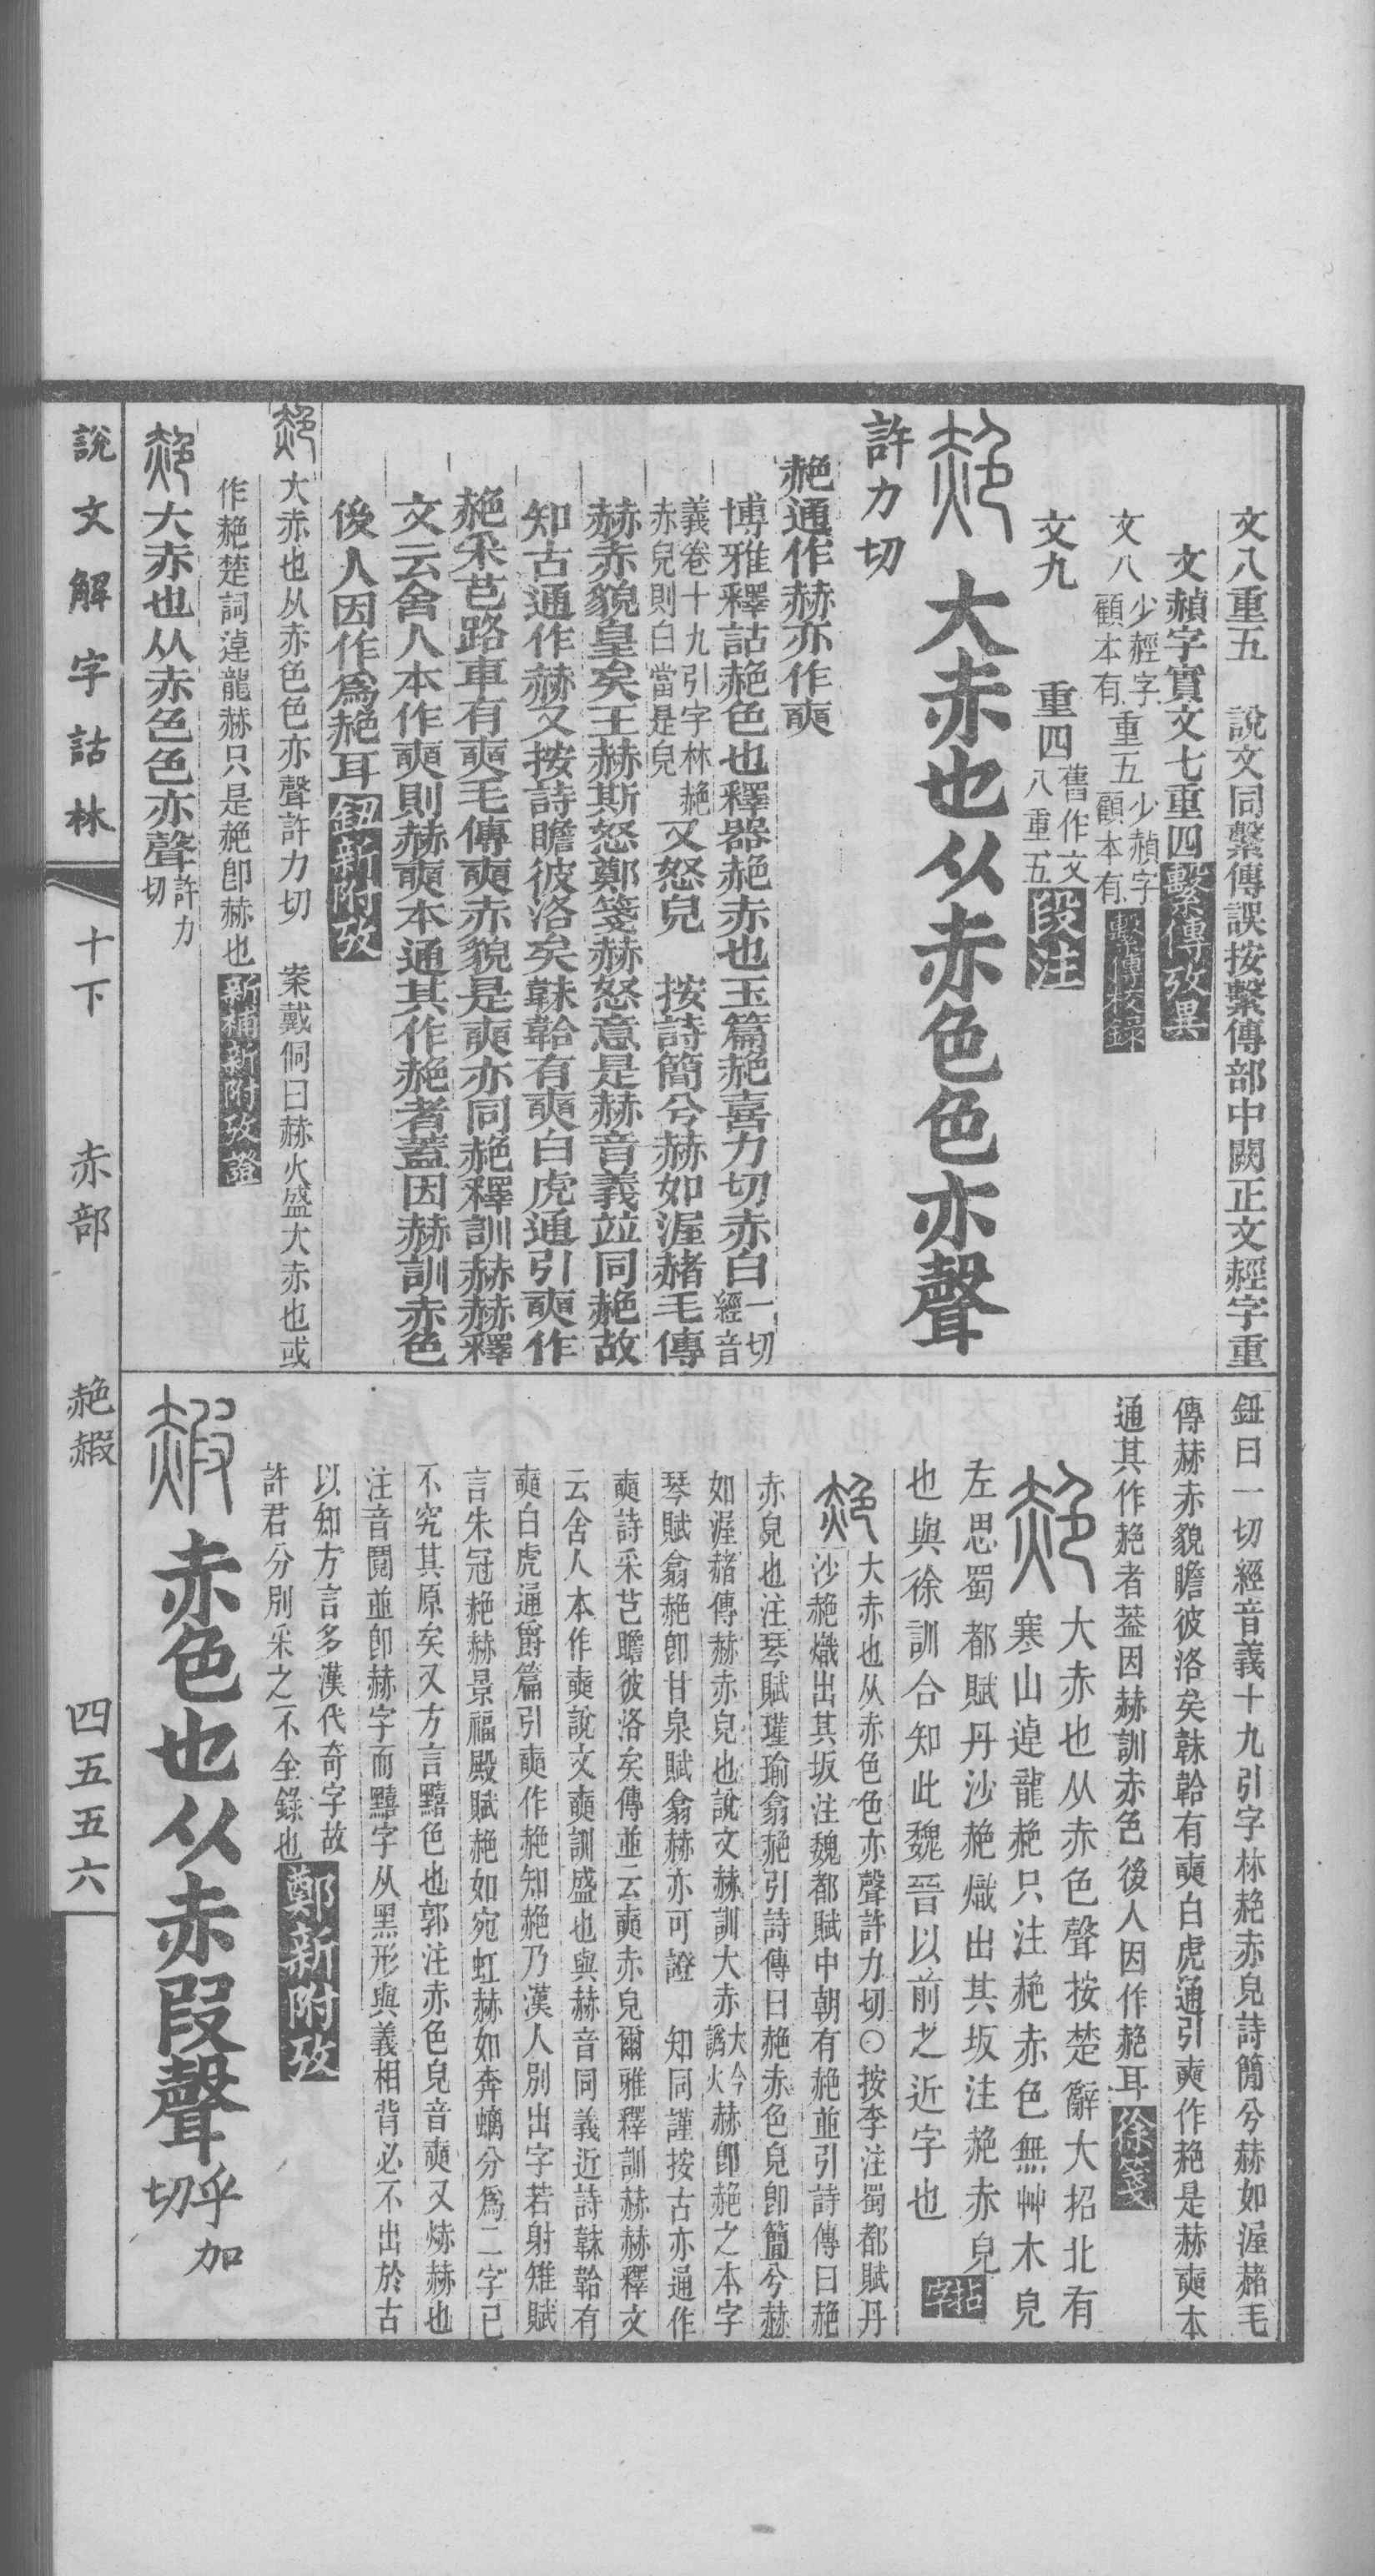 文八重五　說文同繫傳誤按繫傳部中闕正文䞓字重
文赬字實文七重四繫傳攷異
文八少䞓字顧本有重五少赬字顧本有繫傳校錄
文九　重四舊作文八重五段注
赩大赤也从赤色色亦聲
許力切
赩通作赫亦作奭
博雅釋詁赩色也釋器赩赤也玉篇赩喜力切赤白一切經音
義卷十九引字林赩赤皃則白當是皃又怒皃　按詩簡兮赫如渥赭毛傳
赫赤貌皇矣王赫斯怒鄭箋赫怒意是赫音義竝同赩故
知古通作赫又按詩瞻彼洛矣韎韐有奭白虎通引奭作
赩采芑路車有奭毛傳奭赤貌是奭亦同赩釋訓赫赫釋
文云舍人本作奭則赫奭本通其作赩者蓋因赫訓赤色
後人因作爲赩耳鈕新附攷
赩大赤也从赤色色亦聲許力切　案戴侗曰赫火盛大赤也或
作赩楚詞逴龍赫只是赩卽赫也新補新附攷證
赩大赤也从赤色色亦聲許力切
鈕曰一切經音義十九引字林赩赤皃詩簡兮赫如渥赭毛
傳赫赤貌瞻彼洛矣韎韐有奭白虎通引奭作赩是赫奭本
通其作赩者蓋因赫訓赤色後人因作赩耳徐箋
赩大赤也从赤色聲按楚辭大招北有
寒山逴龍赩只注赩赤色無艸木皃
左思蜀都賦丹沙赩熾出其坂注赩赤皃
也與徐訓合知此魏晉以前之近字也拈字
赩大赤也从赤色色亦聲許力切○按李注蜀都賦丹
沙赩熾出其坂注魏都賦中朝有赩並引詩傳曰赩
赤皃也注琴賦瓘瑜翕赩引詩傳曰赩赤色皃卽簡兮赫
如渥赭傳赫赤皃也說文赫訓大赤大今譌火赫卽赩之本字
琴賦翕赩卽甘泉賦翕赫亦可證　知同謹按古亦通作
奭詩采芑瞻彼洛矣傳並云奭赤皃爾雅釋訓赫赫釋文
云舍人本作奭說文奭訓盛也與赫音同義近詩韎韐有
奭白虎通爵篇引奭作赩知赩乃漢人別出字若射雉賦
言朱冠赩赫景福殿賦赩如宛虹赫如奔螭分爲二字已
不究其原矣又方言䵱色也郭注赤色皃音奭又焃赫也
注音鬩並卽赫字而䵱字从黑形與義相背必不出於古
以知方言多漢代奇字故
許君分別采之不全錄也鄭新附攷
赮赤色也从赤叚聲乎加切
說文解字詁林　十下　赤部　赩赮　四五五六